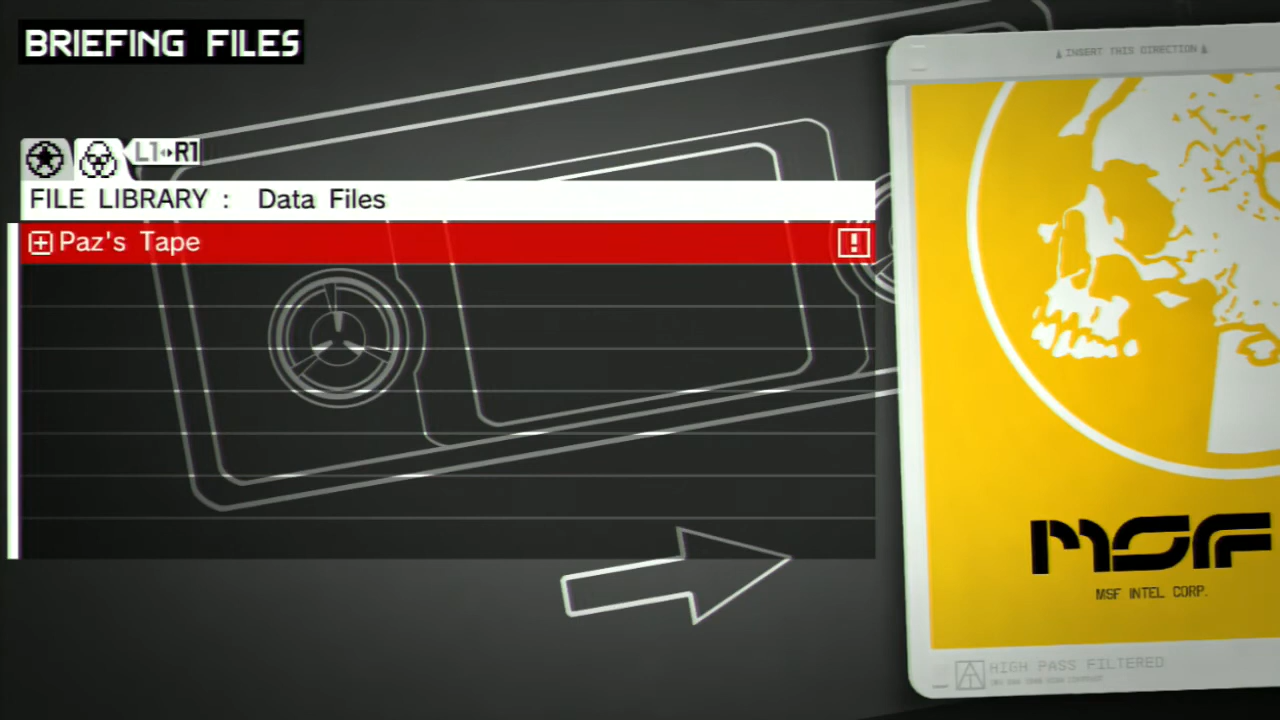 BRIEFING FILES
INSERT THIS DIRECTION
L1 R1
FILE LIBRARY : Data Files
Paz's Tape
!
MSF
MSF INTEL CORP.
HIGH PASS FILTERED